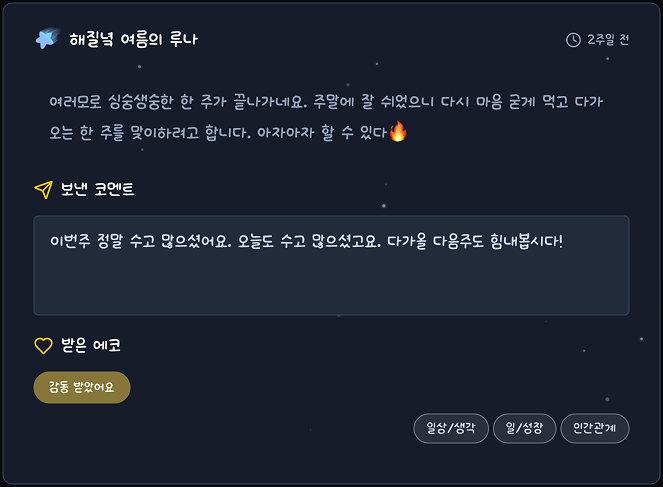 해질녘 여름의 루나
2주일 전
여러모로 싱숭생숭한 한 주가 끝나가네요. 주말에 잘 쉬었으니 다시 마음 굳게 먹고 다가
오는 한 주를 맞이하려고 합니다. 아자아자 할 수 있다🔥
보낸 코멘트
이번주 정말 수고 많으셨어요. 오늘도 수고 많으셨고요. 다가올 다음주도 힘내봅시다!
받은 에코
감동 받았어요
일상/생각
일/성장
인간관계